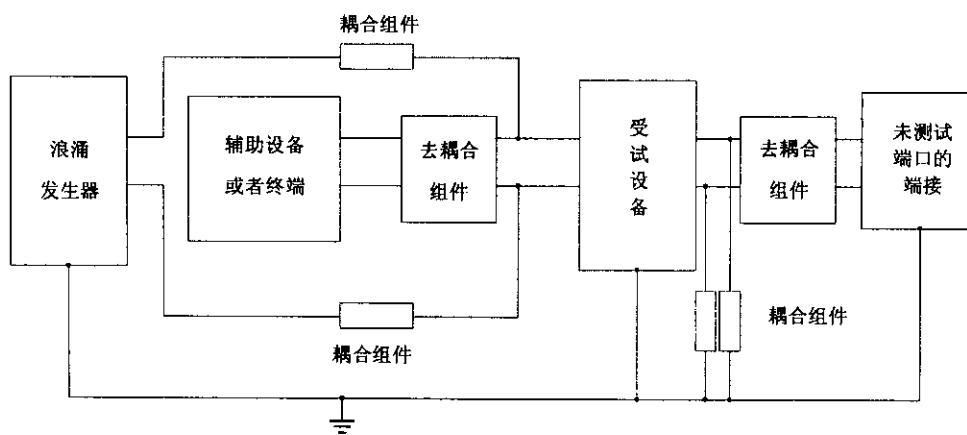 耦合组件
浪涌
发生器
辅助设备
或者终端
去耦合
组件
受
试
设
备
去耦合
组件
未测试
端口的
端接
耦合组件
耦合组件